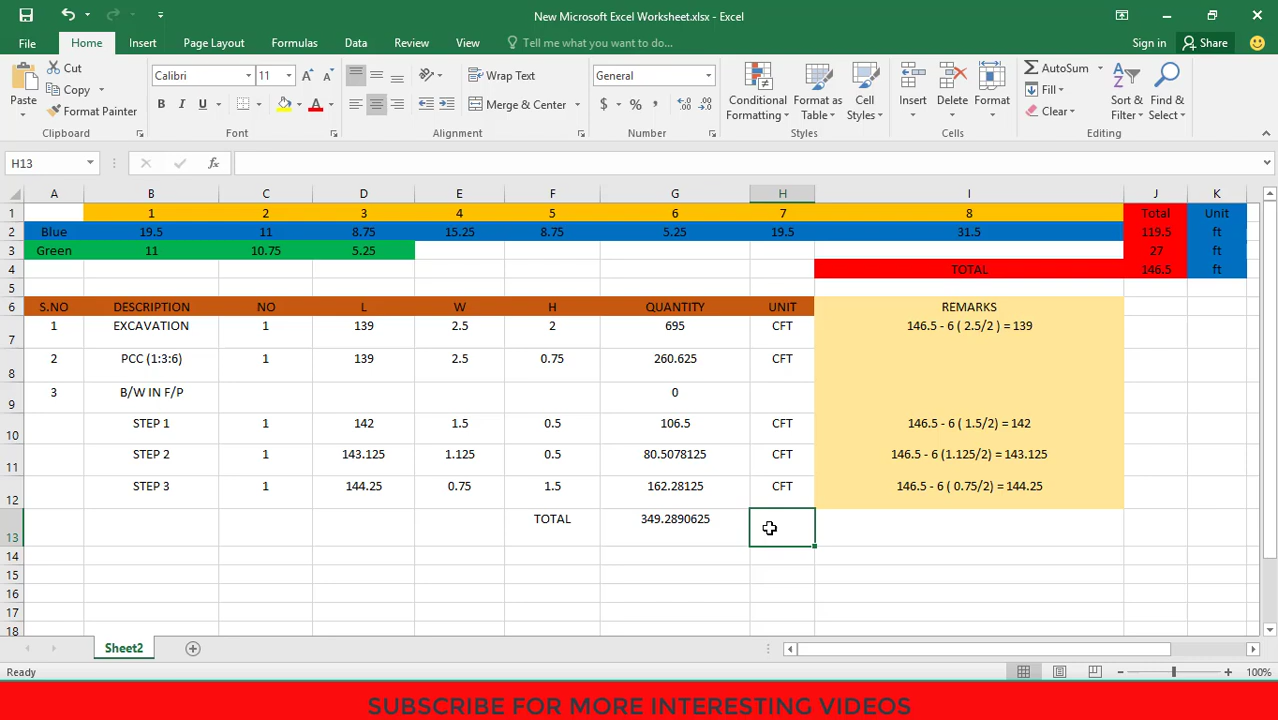 New Microsoft Excel Worksheet.xlsx - Excel
File Home Insert Page Layout Formulas Data Review View Tell me what you want to do... Sign in Share
Paste Cut Copy Format Painter Clipboard
Calibri 11 B I U Font
Wrap Text Merge & Center Alignment
General $ % , Number
Conditional Formatting Format as Table Cell Styles Styles
Insert Delete Format Cells
AutoSum Fill Clear Sort & Filter Find & Select Editing
H13 fx
A B C D E F G H I J K
1 1 2 3 4 5 6 7 8 Total Unit
2 Blue 19.5 11 8.75 15.25 8.75 5.25 19.5 31.5 119.5 ft
3 Green 11 10.75 5.25 27 ft
4 TOTAL 146.5 ft
5
6 S.NO DESCRIPTION NO L W H QUANTITY UNIT REMARKS
7 1 EXCAVATION 1 139 2.5 2 695 CFT 146.5 - 6 ( 2.5/2 ) = 139
8 2 PCC (1:3:6) 1 139 2.5 0.75 260.625 CFT
9 3 B/W IN F/P 0
10 STEP 1 1 142 1.5 0.5 106.5 CFT 146.5 - 6 ( 1.5/2) = 142
11 STEP 2 1 143.125 1.125 0.5 80.5078125 CFT 146.5 - 6 (1.125/2) = 143.125
12 STEP 3 1 144.25 0.75 1.5 162.28125 CFT 146.5 - 6 ( 0.75/2) = 144.25
13 TOTAL 349.2890625
14
15
16
17
18
Sheet2
Ready 100%
SUBSCRIBE FOR MORE INTERESTING VIDEOS